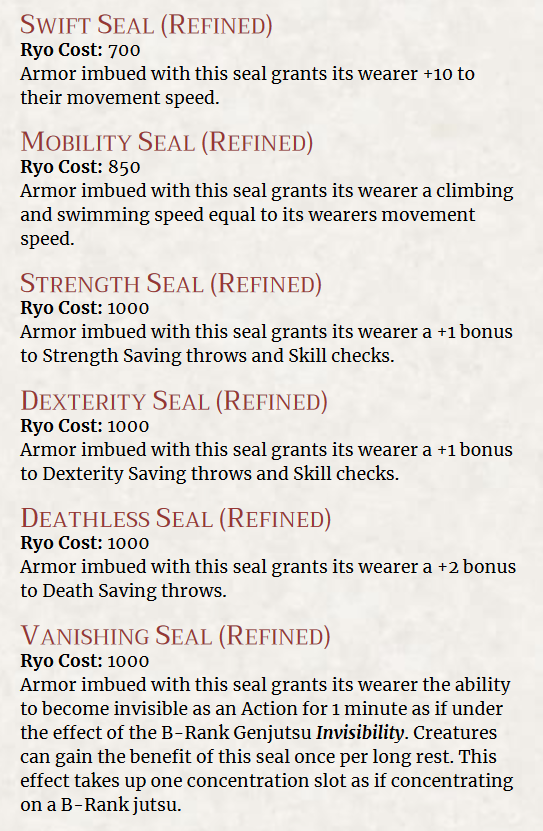 Swift Seal (Refined)
Ryo Cost: 700
Armor imbued with this seal grants its wearer +10 to
their movement speed.
Mobility Seal (Refined)
Ryo Cost: 850
Armor imbued with this seal grants its wearer a climbing
and swimming speed equal to its wearers movement
speed.
Strength Seal (Refined)
Ryo Cost: 1000
Armor imbued with this seal grants its wearer a +1 bonus
to Strength Saving throws and Skill checks.
Dexterity Seal (Refined)
Ryo Cost: 1000
Armor imbued with this seal grants its wearer a +1 bonus
to Dexterity Saving throws and Skill checks.
Deathless Seal (Refined)
Ryo Cost: 1000
Armor imbued with this seal grants its wearer a +2 bonus
to Death Saving throws.
Vanishing Seal (Refined)
Ryo Cost: 1000
Armor imbued with this seal grants its wearer the ability
to become invisible as an Action for 1 minute as if under
the effect of the B-Rank Genjutsu Invisibility. Creatures
can gain the benefit of this seal once per long rest. This
effect takes up one concentration slot as if concentrating
on a B-Rank jutsu.